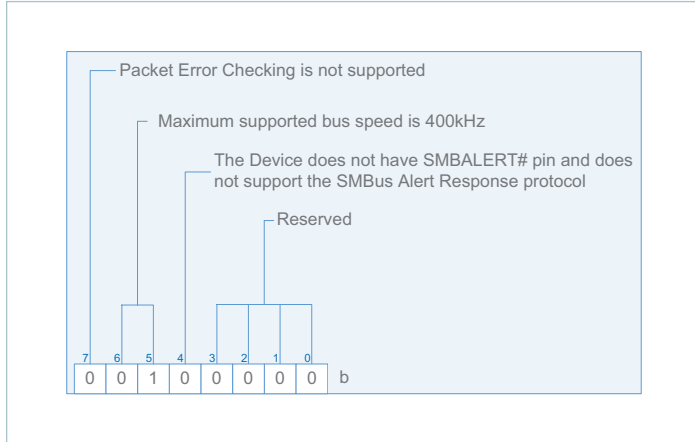 Packet Error Checking is not supported
Maximum supported bus speed is 400kHz
The Device does not have SMBALERT# pin and does
not support the SMBus Alert Response protocol
Reserved
7 6 5 4 3 2 1 0
0 0 1 0 0 0 0 0 b